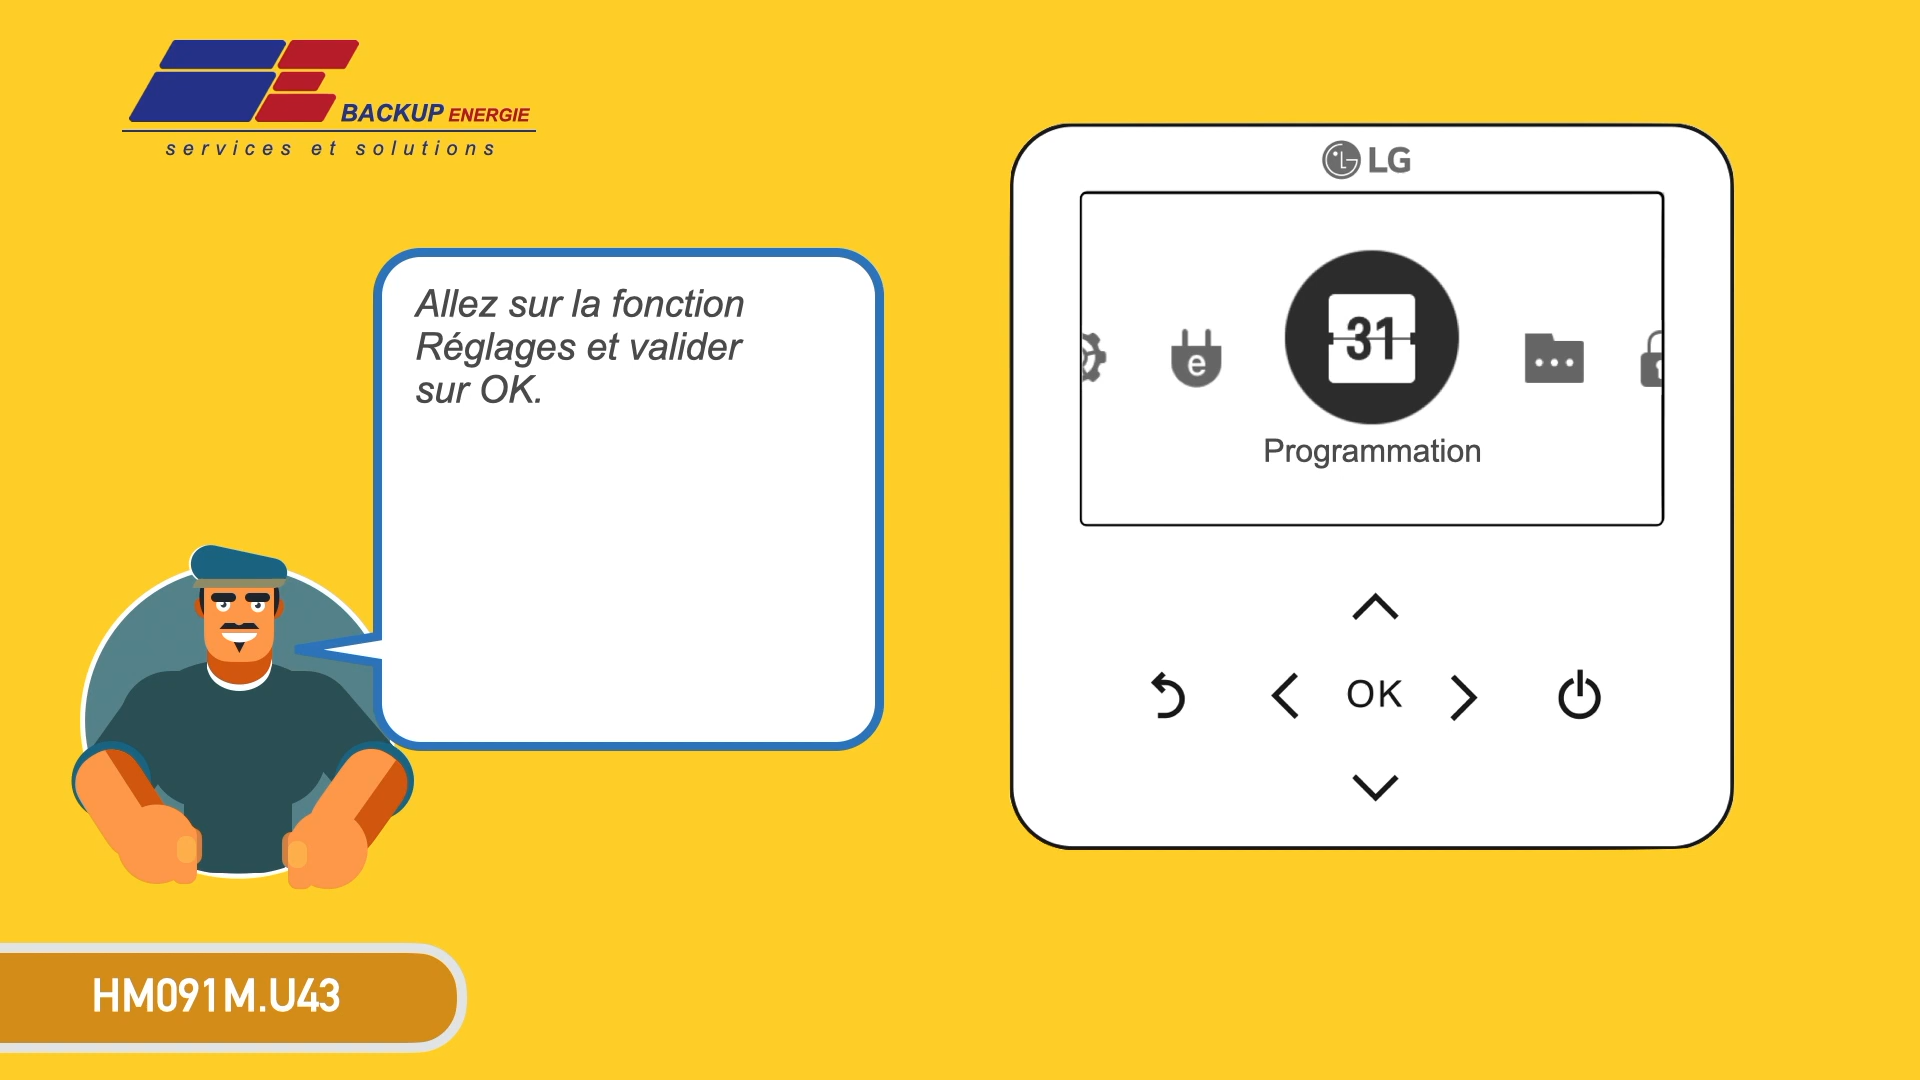 BACKUP ENERGIE
services et solutions
LG
Allez sur la fonction
Réglages et valider
sur OK.
e
31
Programmation
OK
HM091M.U43